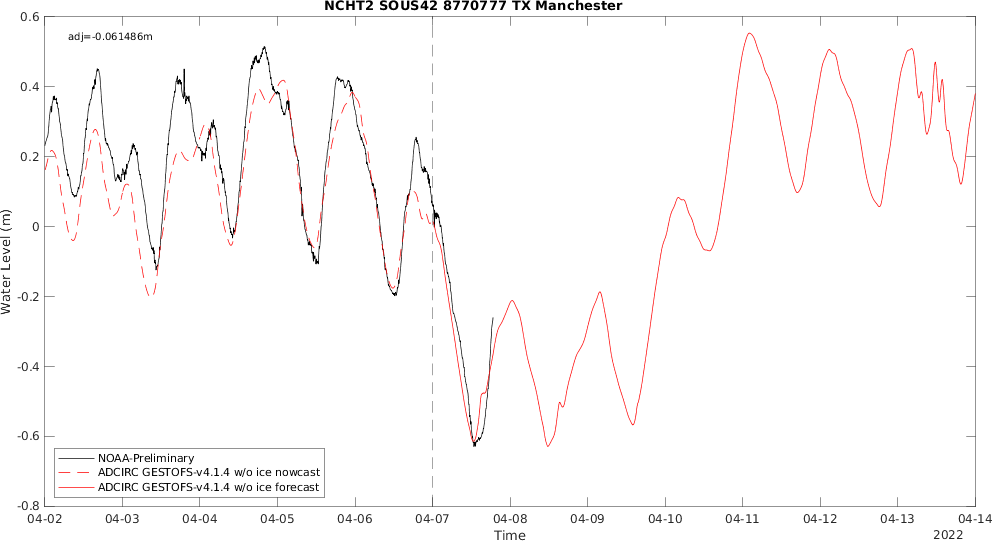 NCHT2 SOUS42 8770777 TX Manchester
adj=-0.061486m
0.6
0.4
0.2
0
-0.2
-0.4
-0.6
-0.8
Water Level (m)
NOAA-Preliminary
ADCIRC GESTOFS-v4.1.4 w/o ice nowcast
ADCIRC GESTOFS-v4.1.4 w/o ice forecast
04-02 04-03 04-04 04-05 04-06 04-07 04-08 04-09 04-10 04-11 04-12 04-13 04-14
Time
2022